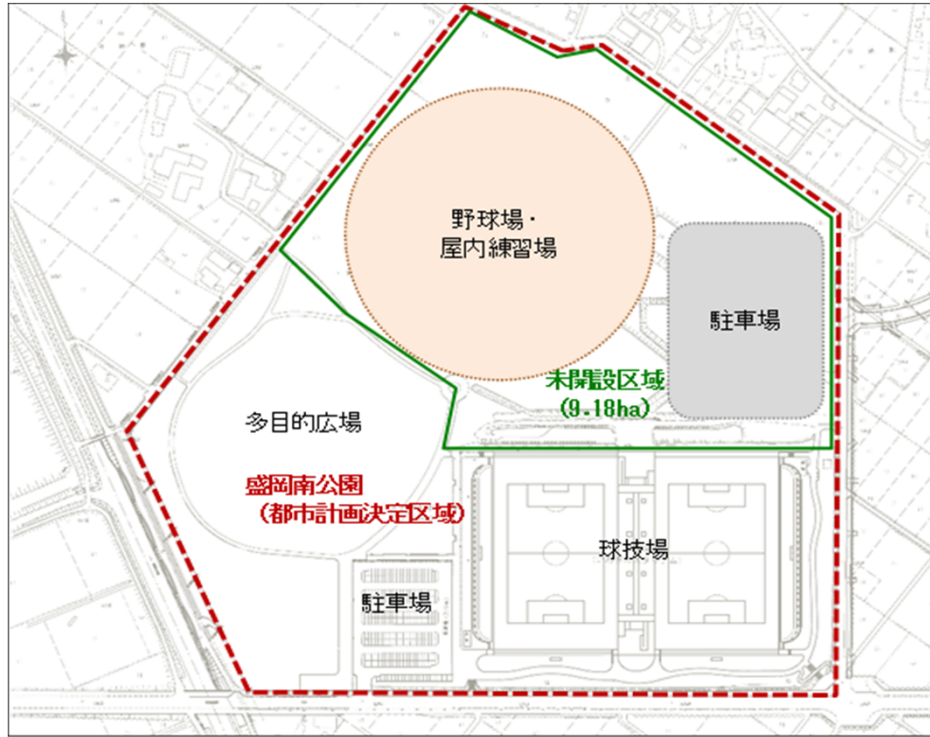 野球場・
屋内練習場
駐車場
未開設区域
(9.18ha)
多目的広場
盛岡南公園
(都市計画決定区域)
球技場
駐車場